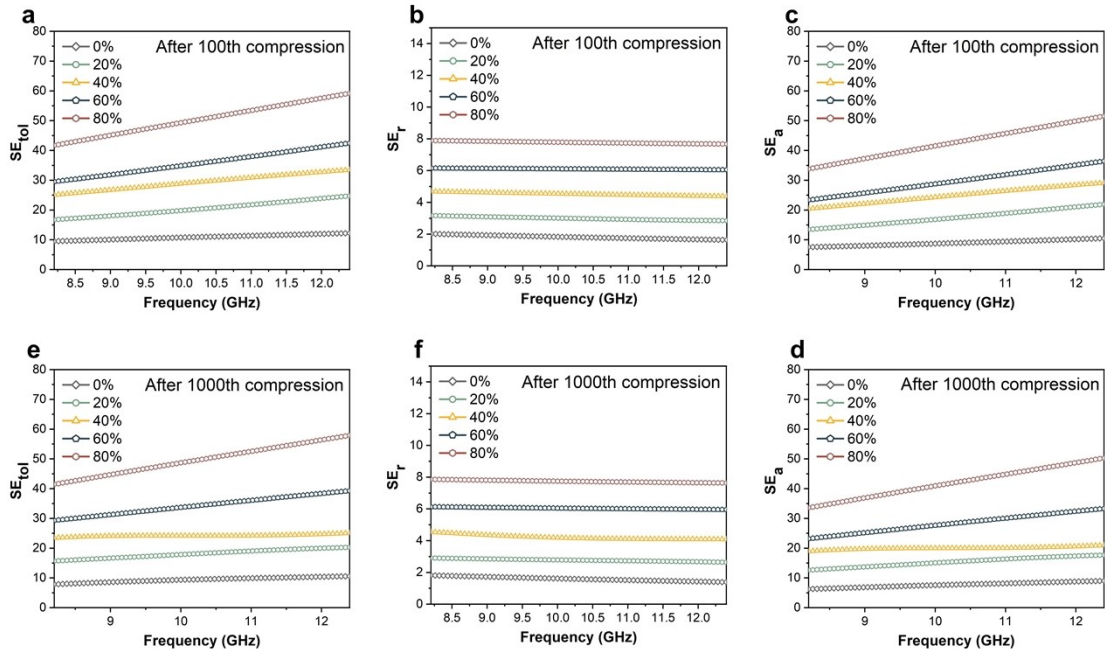 a
After 100th compression
0%
20%
40%
60%
80%
80
70
60
50
40
30
20
10
0
SEtol
8.5 9.0 9.5 10.0 10.5 11.0 11.5 12.0
Frequency (GHz)
b
After 100th compression
0%
20%
40%
60%
80%
14
12
10
8
6
4
2
0
SEr
8.5 9.0 9.5 10.0 10.5 11.0 11.5 12.0
Frequency (GHz)
c
After 100th compression
0%
20%
40%
60%
80%
80
70
60
50
40
30
20
10
0
SEa
9 10 11 12
Frequency (GHz)
e
After 1000th compression
0%
20%
40%
60%
80%
80
70
60
50
40
30
20
10
0
SEtol
9 10 11 12
Frequency (GHz)
f
After 1000th compression
0%
20%
40%
60%
80%
14
12
10
8
6
4
2
0
SEr
8.5 9.0 9.5 10.0 10.5 11.0 11.5 12.0
Frequency (GHz)
d
After 1000th compression
0%
20%
40%
60%
80%
80
70
60
50
40
30
20
10
0
SEa
9 10 11 12
Frequency (GHz)